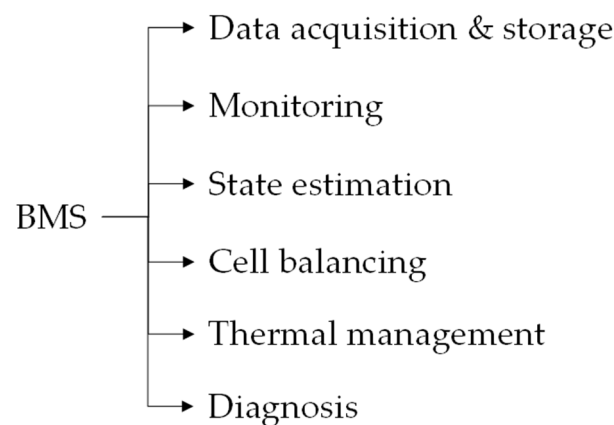 Data acquisition & storage
Monitoring
State estimation
BMS
Cell balancing
Thermal management
Diagnosis